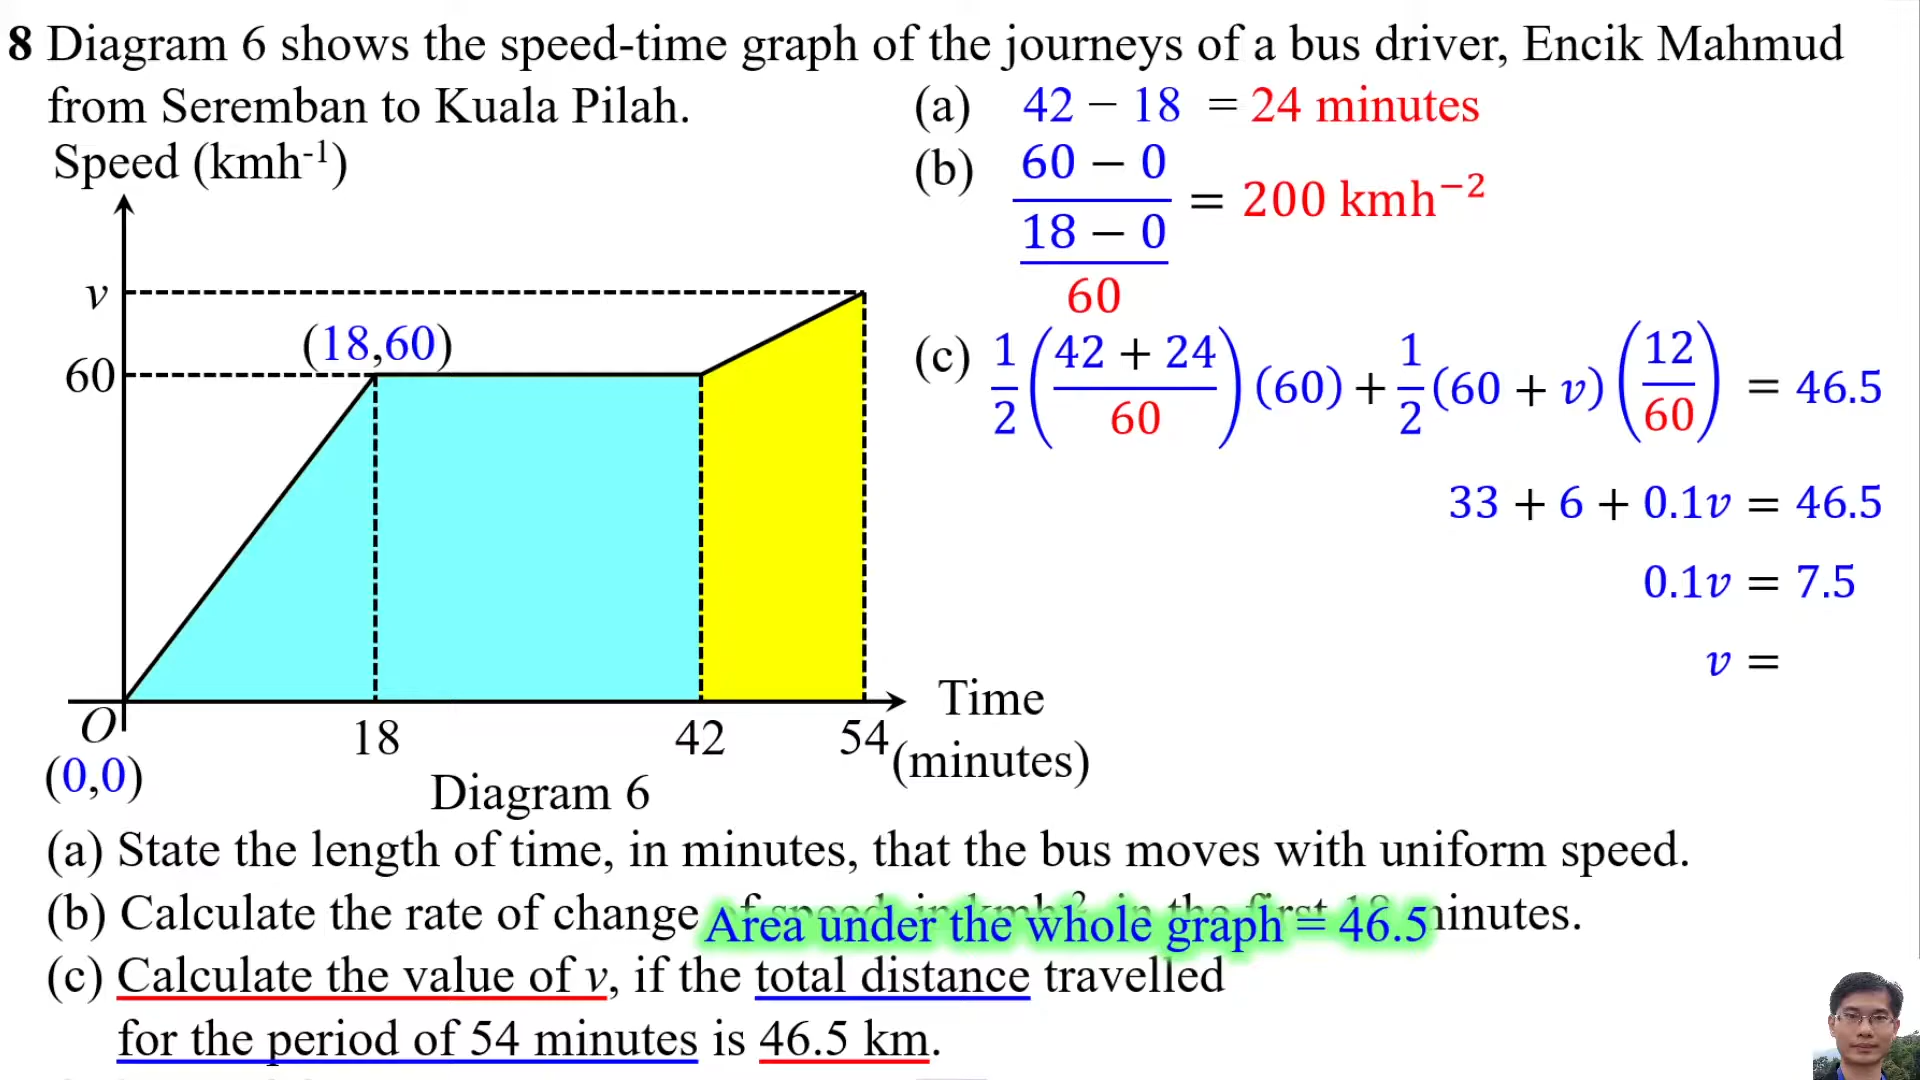 8 Diagram 6 shows the speed-time graph of the journeys of a bus driver, Encik Mahmud
from Seremban to Kuala Pilah.
Speed (kmh⁻¹)
v
60
(18,60)
O
(0,0)
18
42
54
Time
(minutes)
Diagram 6
(a) 42 − 18 = 24 minutes
(b) (60 − 0)/((18 − 0)/60) = 200 kmh⁻²
(c) 1/2 ((42 + 24)/60) (60) + 1/2 (60 + v) (12/60) = 46.5
33 + 6 + 0.1v = 46.5
0.1v = 7.5
v =
(a) State the length of time, in minutes, that the bus moves with uniform speed.
(b) Calculate the rate of change
Area under the whole graph = 46.5
(c) Calculate the value of v, if the total distance travelled
for the period of 54 minutes is 46.5 km.